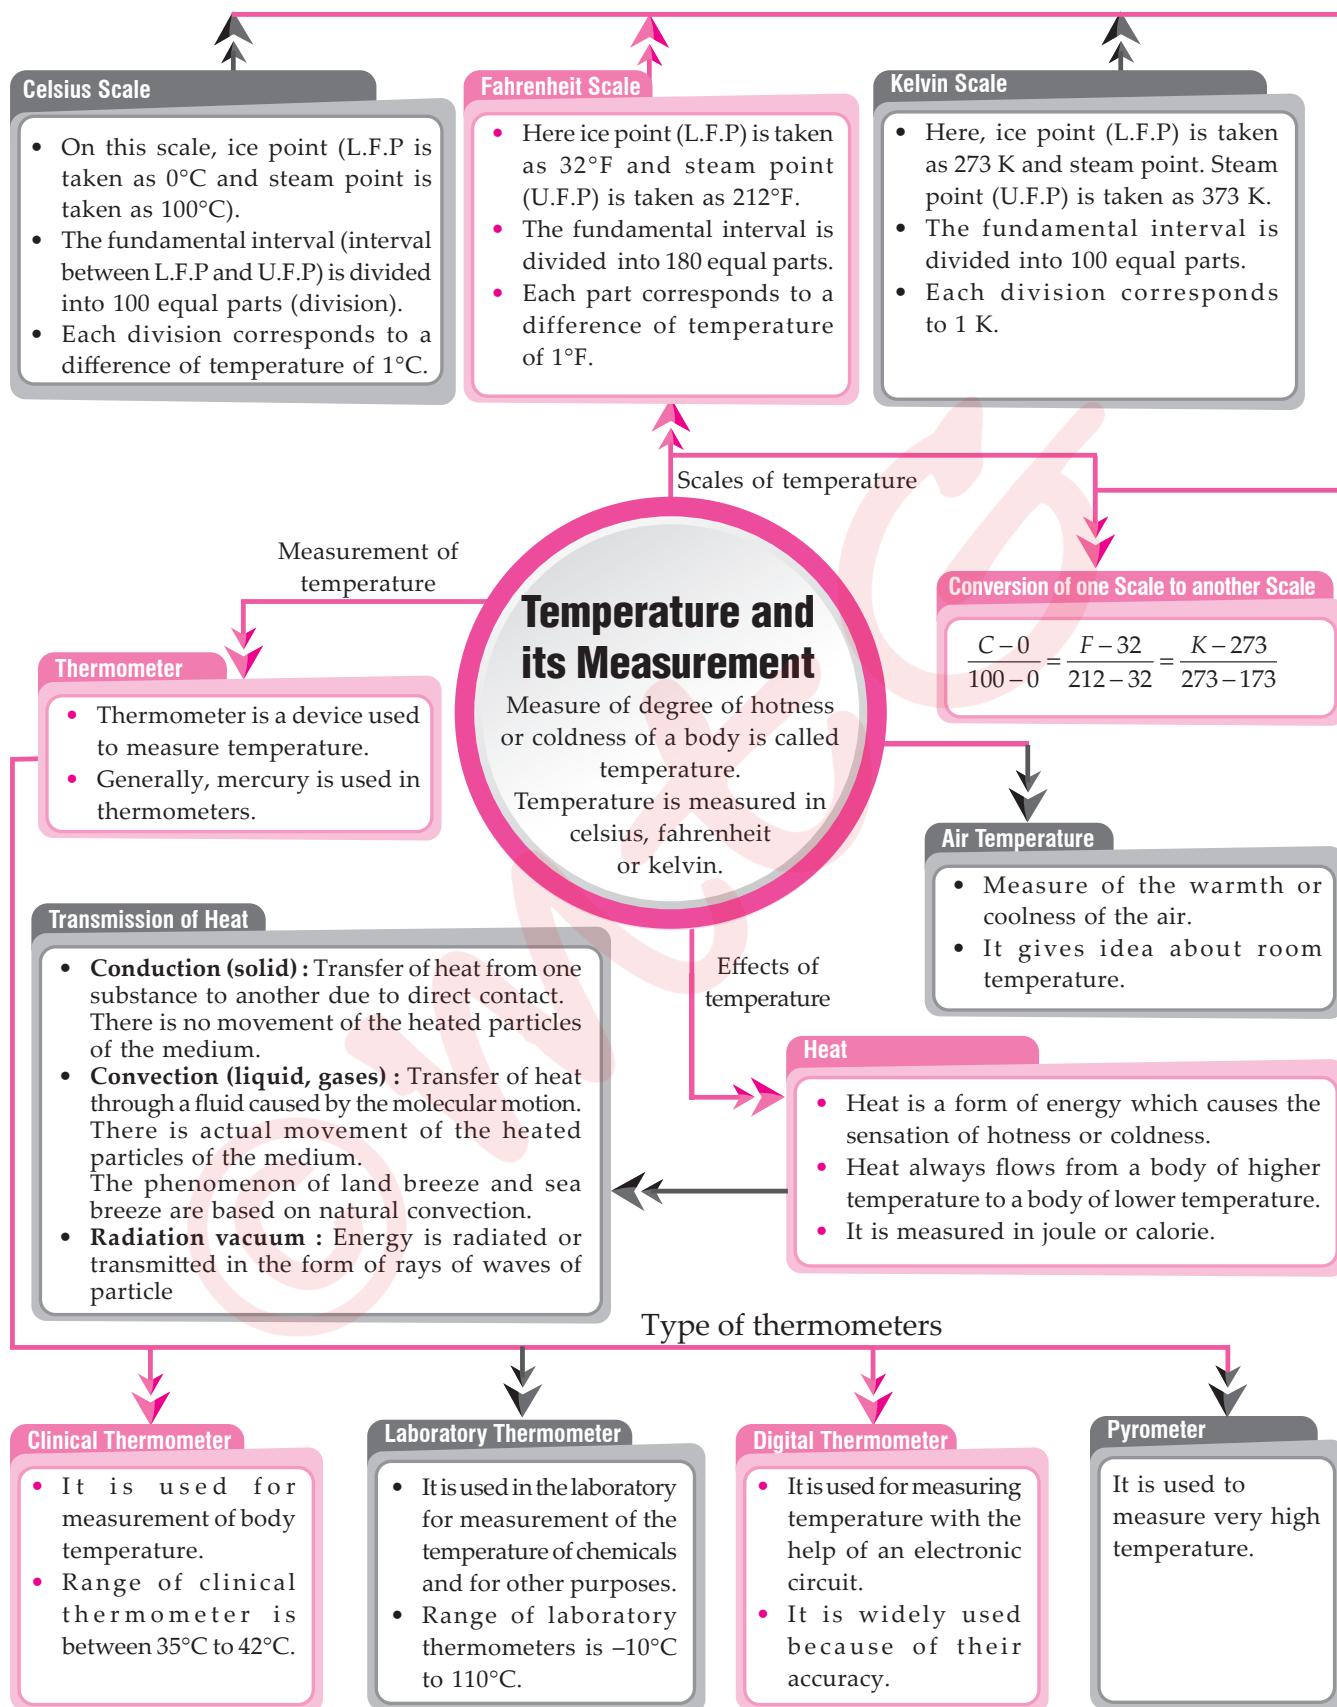 Celsius Scale
• On this scale, ice point (L.F.P is
taken as 0°C and steam point is
taken as 100°C).
• The fundamental interval (interval
between L.F.P and U.F.P) is divided
into 100 equal parts (division).
• Each division corresponds to a
difference of temperature of 1°C.
Fahrenheit Scale
• Here ice point (L.F.P) is taken
as 32°F and steam point
(U.F.P) is taken as 212°F.
• The fundamental interval is
divided into 180 equal parts.
• Each part corresponds to a
difference of temperature
of 1°F.
Kelvin Scale
• Here, ice point (L.F.P) is taken
as 273 K and steam point. Steam
point (U.F.P) is taken as 373 K.
• The fundamental interval is
divided into 100 equal parts.
• Each division corresponds
to 1 K.
Scales of temperature
Measurement of
temperature
Conversion of one Scale to another Scale
(C – 0)/(100 – 0) = (F – 32)/(212 – 32) = (K – 273)/(273 – 173)
Temperature and
its Measurement
Measure of degree of hotness
or coldness of a body is called
temperature.
Temperature is measured in
celsius, fahrenheit
or kelvin.
Thermometer
• Thermometer is a device used
to measure temperature.
• Generally, mercury is used in
thermometers.
Air Temperature
• Measure of the warmth or
coolness of the air.
• It gives idea about room
temperature.
Transmission of Heat
• Conduction (solid) : Transfer of heat from one
substance to another due to direct contact.
There is no movement of the heated particles
of the medium.
• Convection (liquid, gases) : Transfer of heat
through a fluid caused by the molecular motion.
There is actual movement of the heated
particles of the medium.
The phenomenon of land breeze and sea
breeze are based on natural convection.
• Radiation vacuum : Energy is radiated or
transmitted in the form of rays of waves of
particle
Effects of
temperature
Heat
• Heat is a form of energy which causes the
sensation of hotness or coldness.
• Heat always flows from a body of higher
temperature to a body of lower temperature.
• It is measured in joule or calorie.
Type of thermometers
Clinical Thermometer
• It is used for
measurement of body
temperature.
• Range of clinical
thermometer is
between 35°C to 42°C.
Laboratory Thermometer
• It is used in the laboratory
for measurement of the
temperature of chemicals
and for other purposes.
• Range of laboratory
thermometers is –10°C
to 110°C.
Digital Thermometer
• It is used for measuring
temperature with the
help of an electronic
circuit.
• It is widely used
because of their
accuracy.
Pyrometer
It is used to
measure very high
temperature.